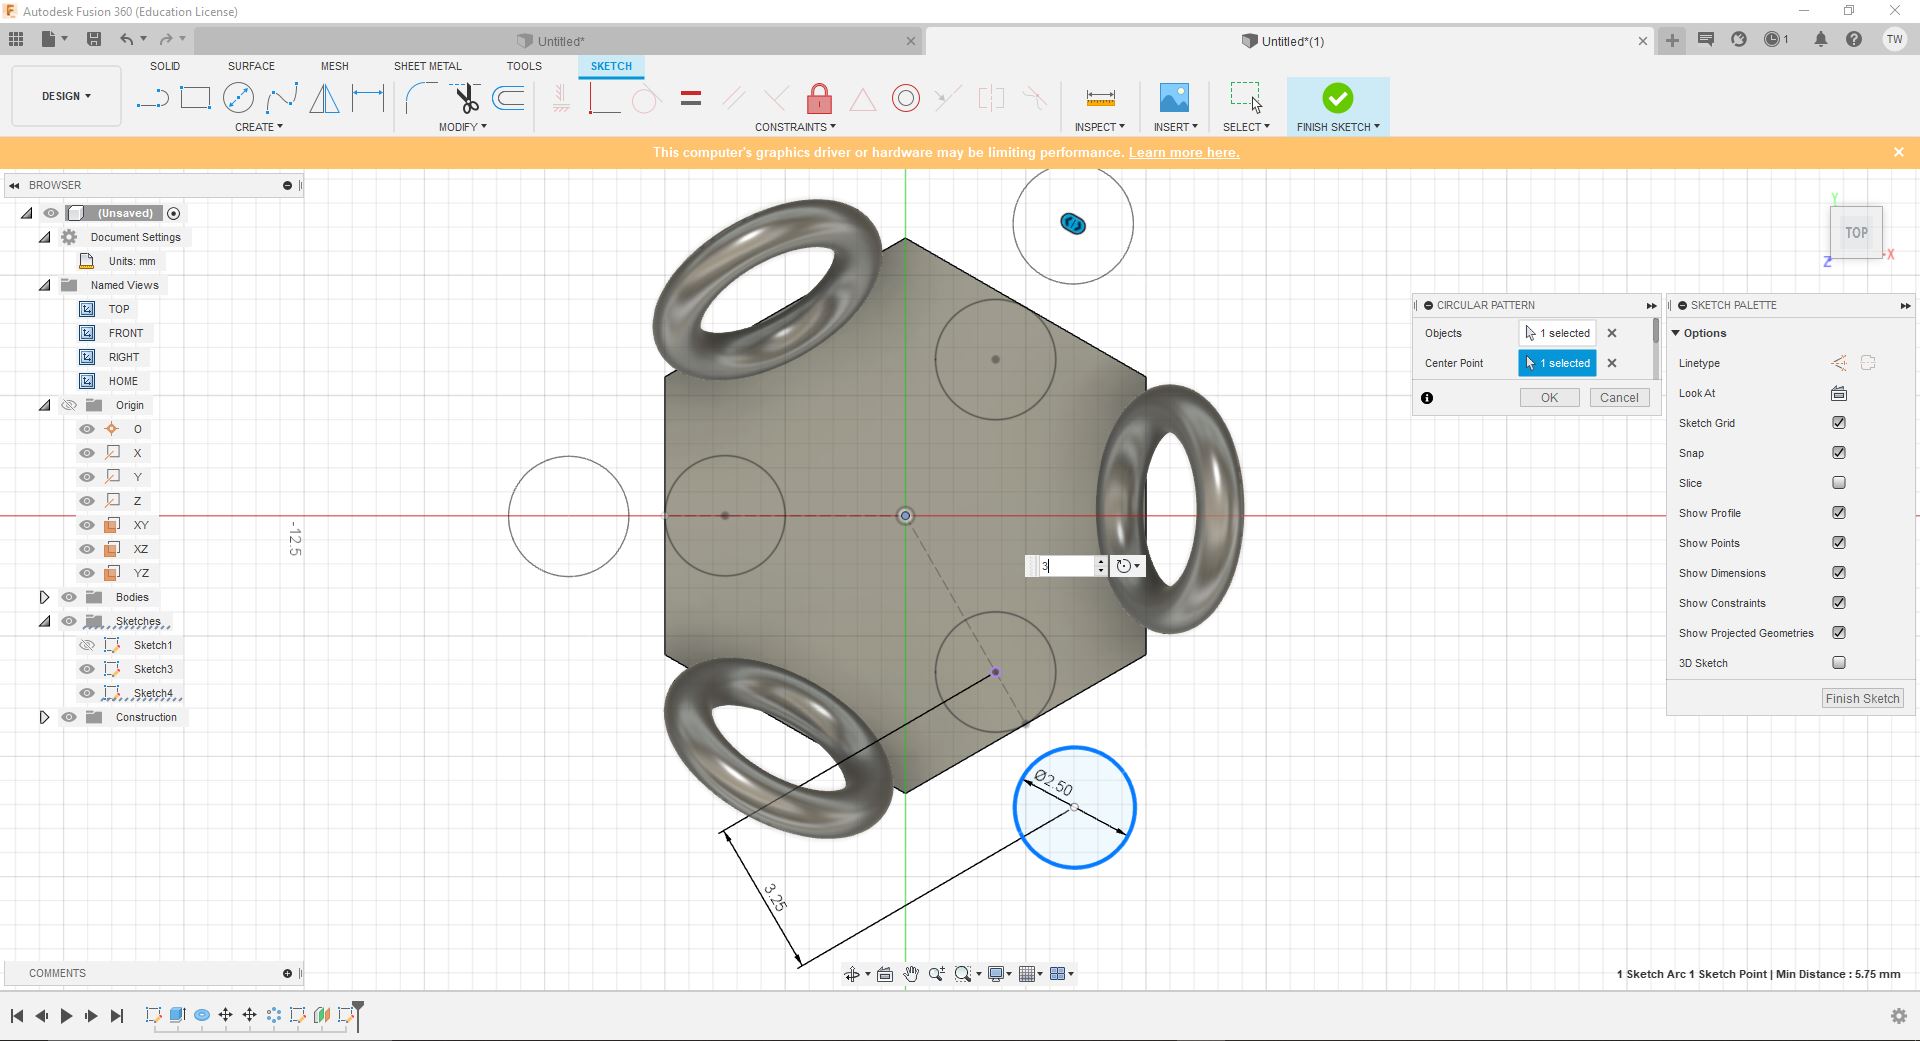 Autodesk Fusion 360 (Education License)
Untitled*
Untitled*(1)
1
TW
DESIGN
SOLID
SURFACE
MESH
SHEET METAL
TOOLS
SKETCH
CREATE
MODIFY
CONSTRAINTS
INSPECT
INSERT
SELECT
FINISH SKETCH
This computer's graphics driver or hardware may be limiting performance. Learn more here.
BROWSER
(Unsaved)
Document Settings
Units: mm
Named Views
TOP
FRONT
RIGHT
HOME
Origin
O
X
Y
Z
XY
XZ
YZ
Bodies
Sketches
Sketch1
Sketch3
Sketch4
Construction
-12.5
3
Ø2.50
3.25
Y
TOP
X
Z
CIRCULAR PATTERN
Objects
1 selected
Center Point
1 selected
OK
Cancel
SKETCH PALETTE
Options
Linetype
Look At
Sketch Grid
Snap
Slice
Show Profile
Show Points
Show Dimensions
Show Constraints
Show Projected Geometries
3D Sketch
Finish Sketch
COMMENTS
1 Sketch Arc 1 Sketch Point | Min Distance : 5.75 mm